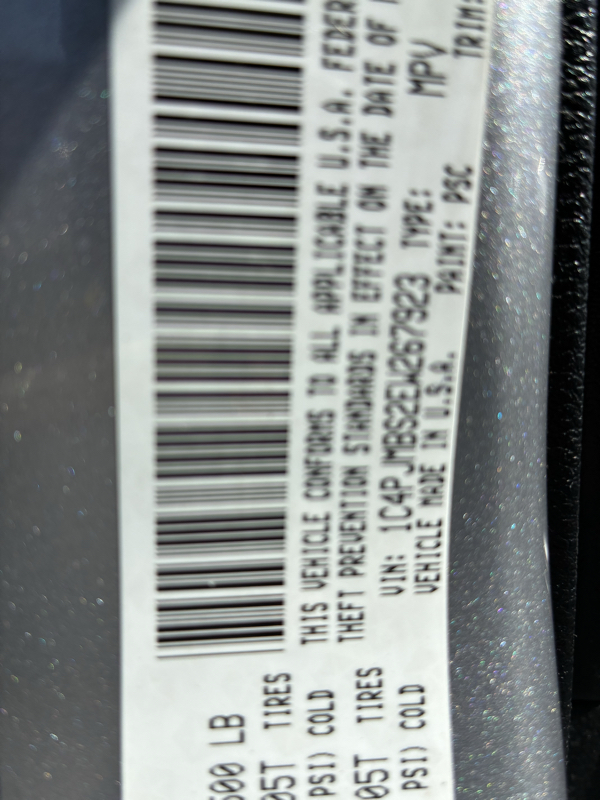 500 LB
05T TIRES
PSI) COLD
05T TIRES
PSI) COLD
THIS VEHICLE CONFORMS TO ALL APPLICABLE U.S.A. FEDER
THEFT PREVENTION STANDARDS IN EFFECT ON THE DATE OF
VIN: 1C4PJMBS2EW267923 TYPE: MPV
VEHICLE MADE IN U.S.A. PAINT: PSC TRIM: